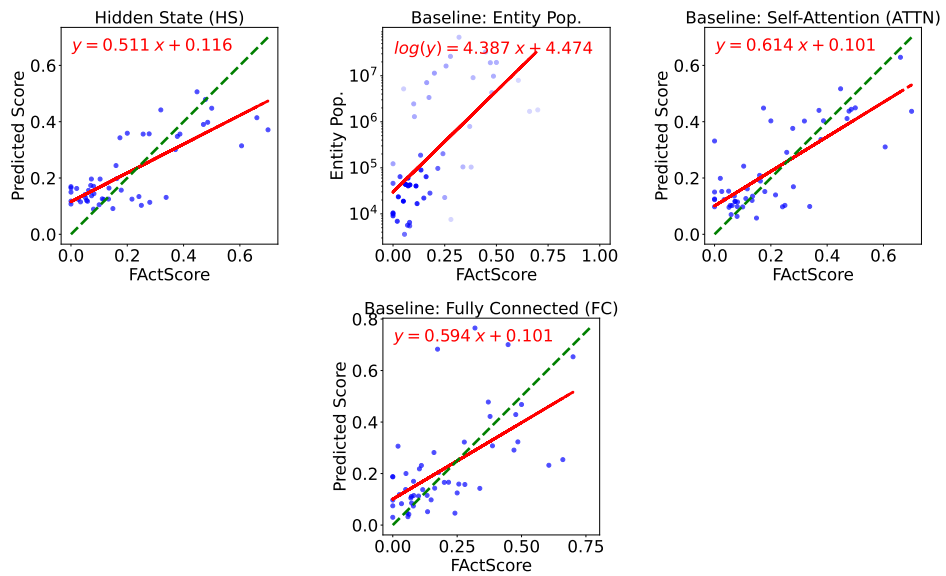 Hidden State (HS)
y = 0.511 x + 0.116
Predicted Score
0.6
0.4
0.2
0.0
0.0 0.2 0.4 0.6
FActScore
Baseline: Entity Pop.
log(y) = 4.387 x + 4.474
Entity Pop.
10^7
10^6
10^5
10^4
0.00 0.25 0.50 0.75 1.00
FActScore
Baseline: Self-Attention (ATTN)
y = 0.614 x + 0.101
Predicted Score
0.6
0.4
0.2
0.0
0.0 0.2 0.4 0.6
FActScore
Baseline: Fully Connected (FC)
y = 0.594 x + 0.101
Predicted Score
0.8
0.6
0.4
0.2
0.0
0.00 0.25 0.50 0.75
FActScore